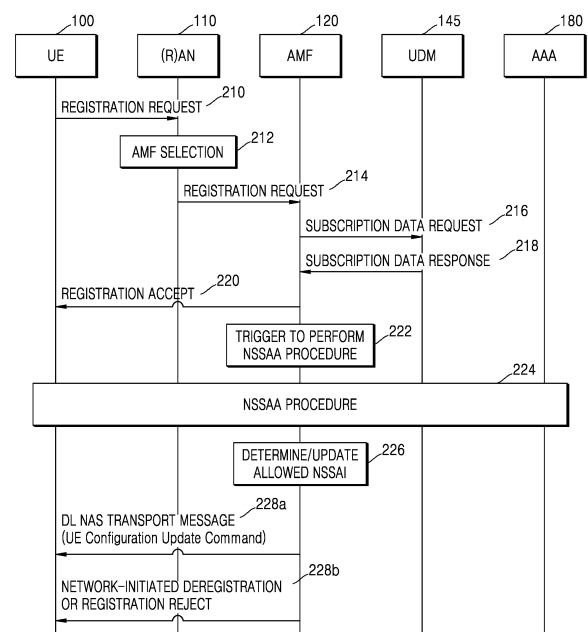 100
110
120
145
180
UE
(R)AN
AMF
UDM
AAA
REGISTRATION REQUEST
210
AMF SELECTION
212
REGISTRATION REQUEST
214
SUBSCRIPTION DATA REQUEST
216
SUBSCRIPTION DATA RESPONSE
218
REGISTRATION ACCEPT
220
TRIGGER TO PERFORM
NSSAA PROCEDURE
222
224
NSSAA PROCEDURE
DETERMINE/UPDATE
ALLOWED NSSAI
226
DL NAS TRANSPORT MESSAGE
(UE Configuration Update Command)
228a
NETWORK-INITIATED DEREGISTRATION
OR REGISTRATION REJECT
228b